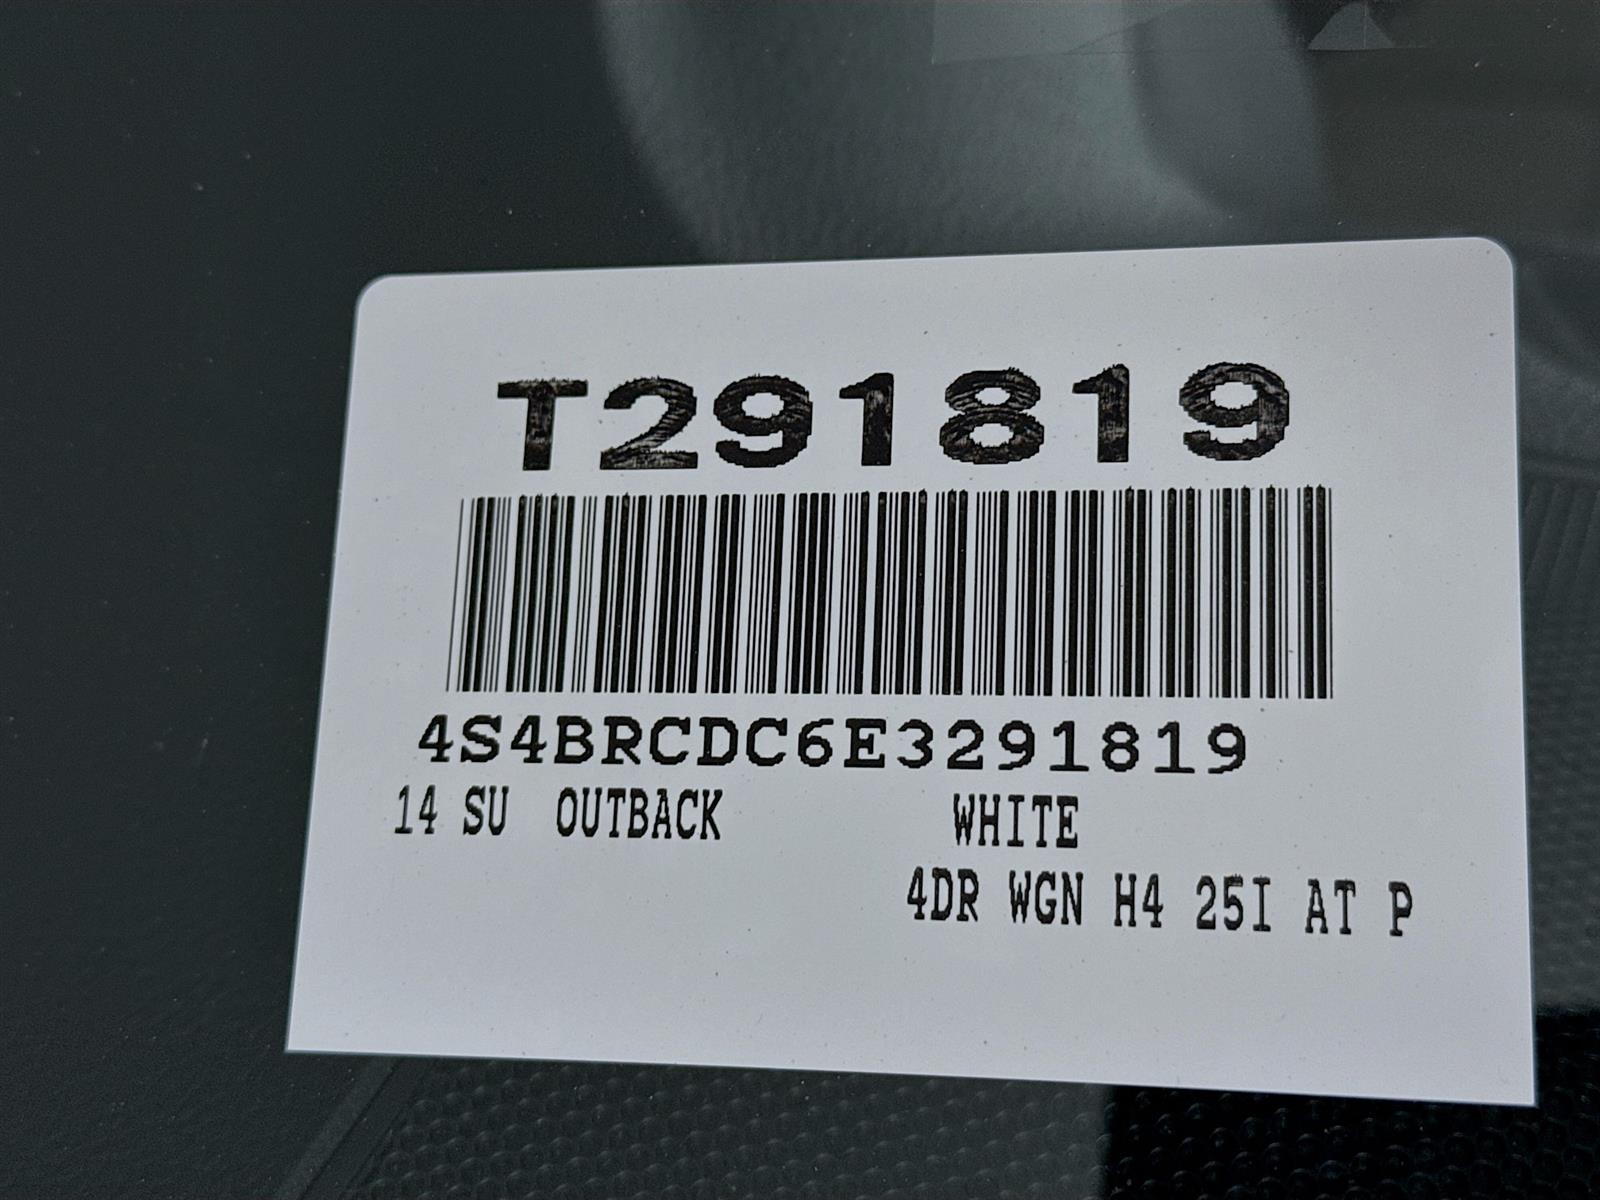 T291819
4S4BRCDC6E3291819
14 SU OUTBACK WHITE
4DR WGN H4 25I AT P